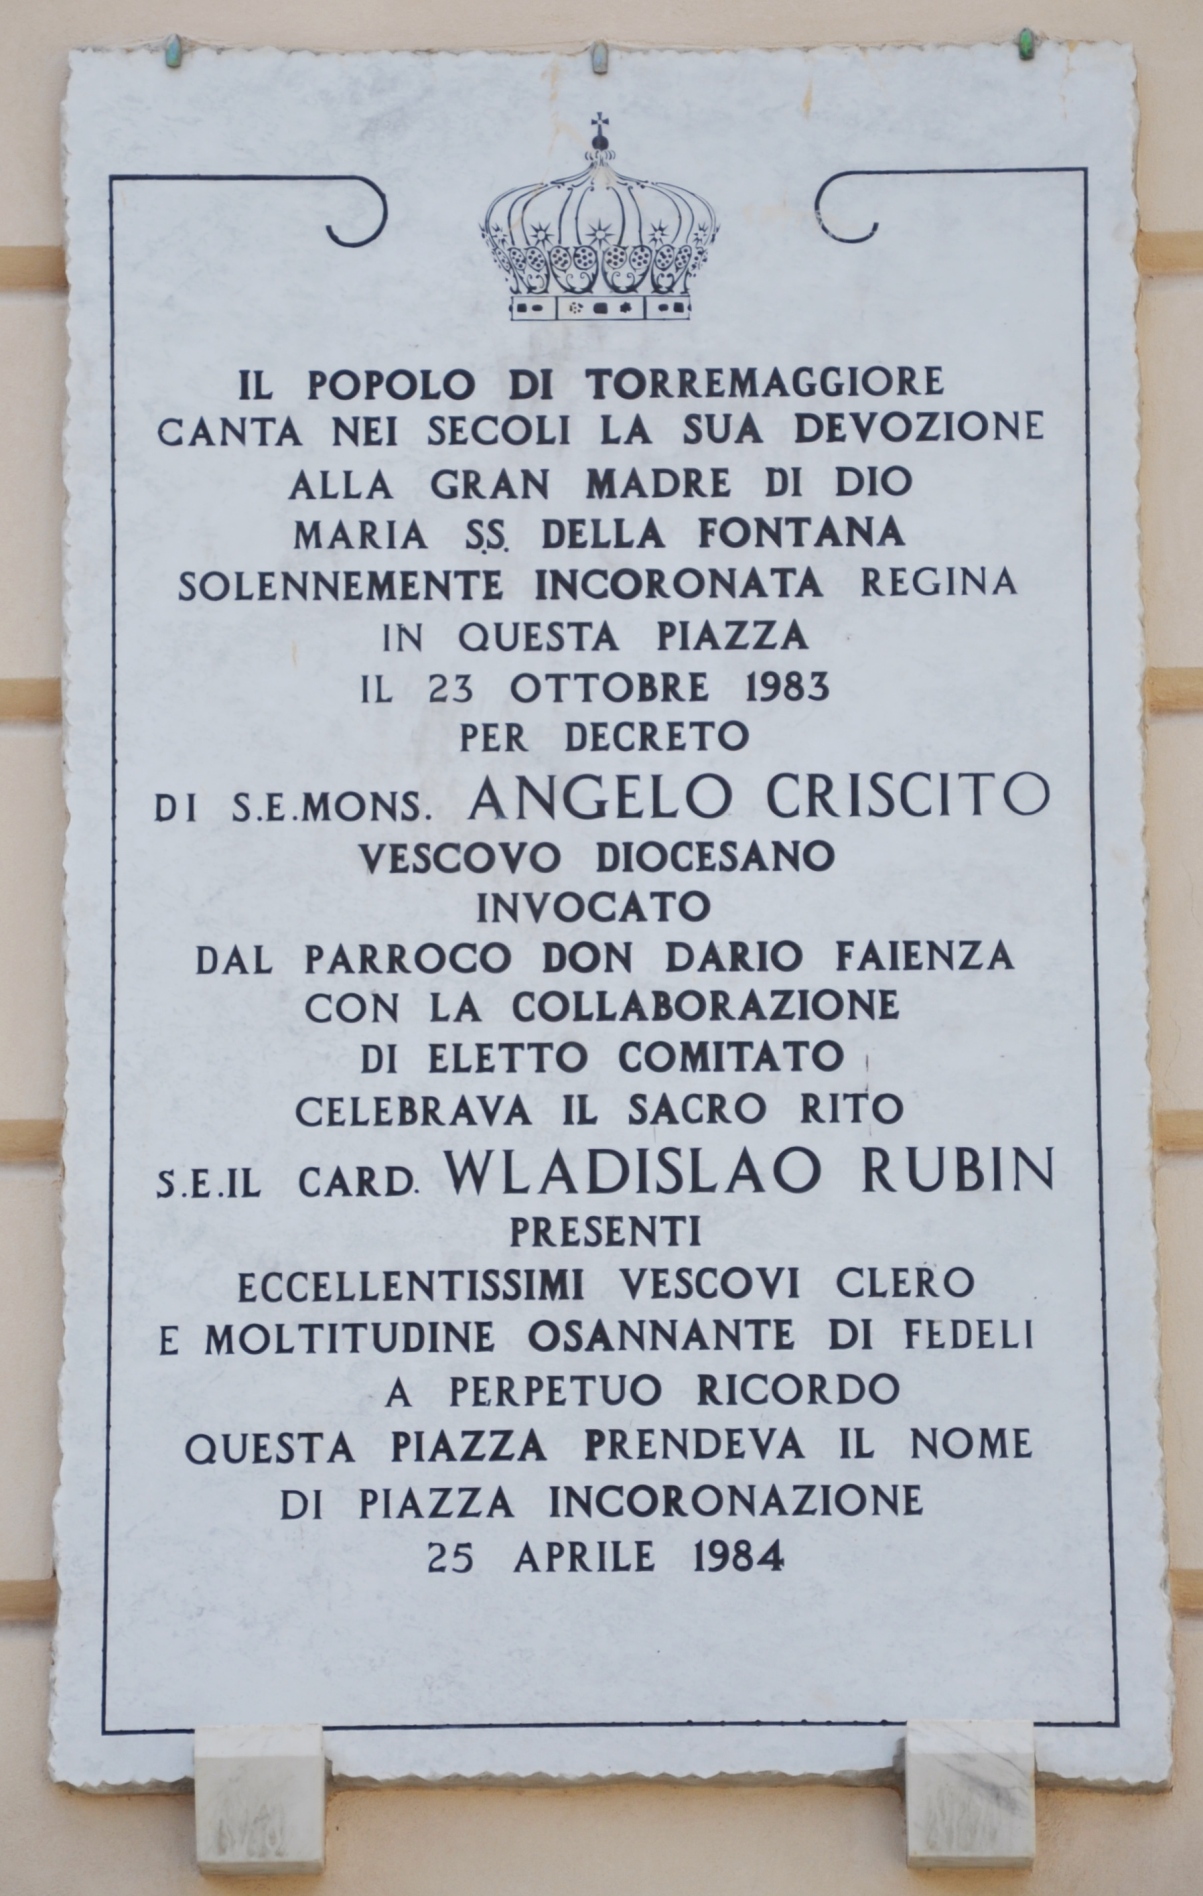 IL POPOLO DI TORREMAGGIORE
CANTA NEI SECOLI LA SUA DEVOZIONE
ALLA GRAN MADRE DI DIO
MARIA S.S. DELLA FONTANA
SOLENNEMENTE INCORONATA REGINA
IN QUESTA PIAZZA
IL 23 OTTOBRE 1983
PER DECRETO
DI S.E.MONS. ANGELO CRISCITO
VESCOVO DIOCESANO
INVOCATO
DAL PARROCO DON DARIO FAIENZA
CON LA COLLABORAZIONE
DI ELETTO COMITATO
CELEBRAVA IL SACRO RITO
S.E.IL CARD. WLADISLAO RUBIN
PRESENTI
ECCELLENTISSIMI VESCOVI CLERO
E MOLTITUDINE OSANNANTE DI FEDELI
A PERPETUO RICORDO
QUESTA PIAZZA PRENDEVA IL NOME
DI PIAZZA INCORONAZIONE
25 APRILE 1984